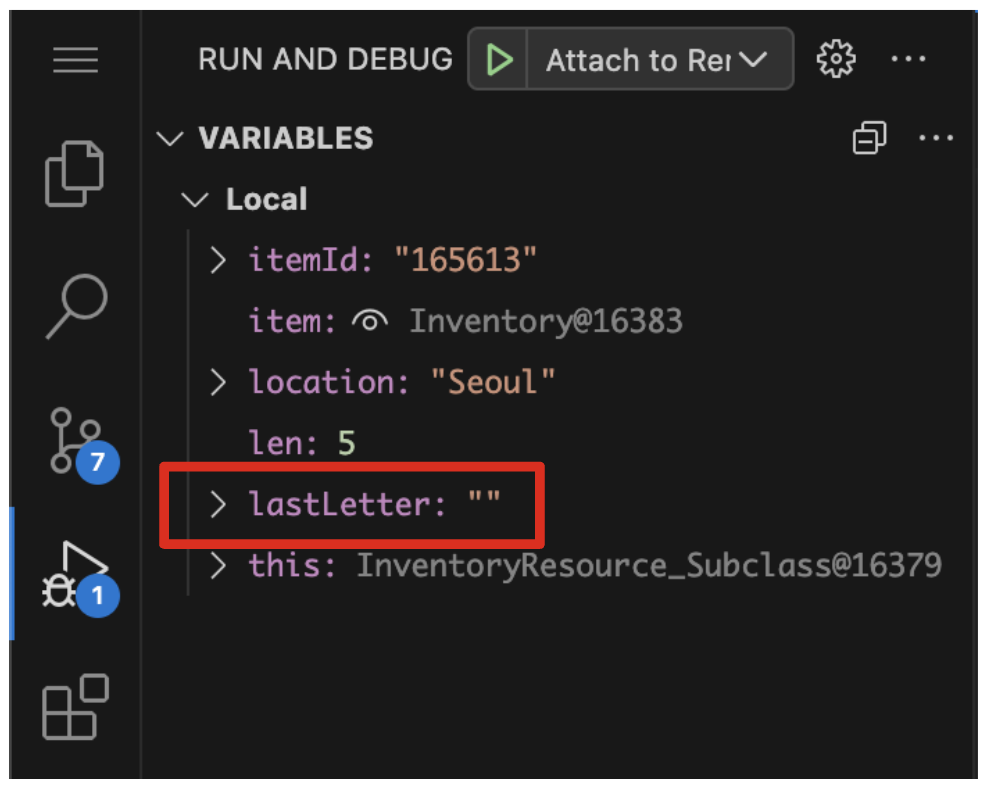 RUN AND DEBUG Attach to Rer
VARIABLES
Local
itemId: "165613"
item: Inventory@16383
location: "Seoul"
len: 5
7
lastLetter: ""
this: InventoryResource_Subclass@16379
1